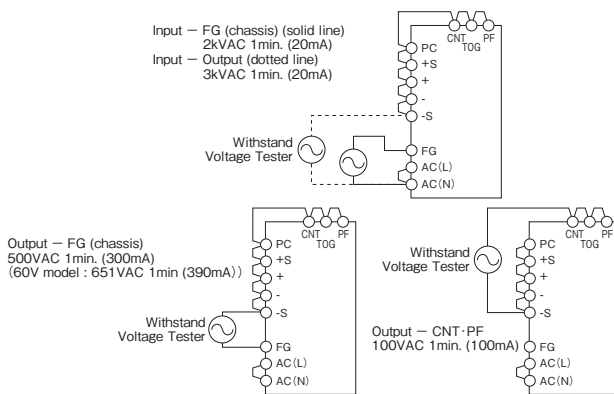 Input − FG (chassis) (solid line)
2kVAC 1min. (20mA)
Input − Output (dotted line)
3kVAC 1min. (20mA)
CNT
TOG
PF
PC
+S
+
-
-S
FG
AC(L)
AC(N)
Withstand
Voltage Tester
Output − FG (chassis)
500VAC 1min. (300mA)
(60V model : 651VAC 1min (390mA))
CNT
TOG
PF
PC
+S
+
-
-S
FG
AC(L)
AC(N)
Withstand
Voltage Tester
Withstand
Voltage Tester
Output − CNT·PF
100VAC 1min. (100mA)
CNT
TOG
PF
PC
+S
+
-
-S
FG
AC(L)
AC(N)